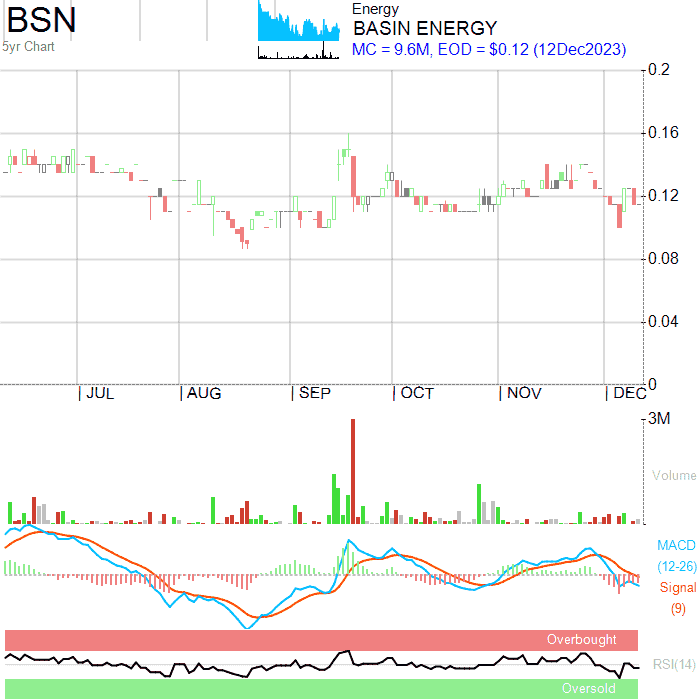 BSN
5yr Chart
Energy
BASIN ENERGY
MC = 9.6M, EOD = $0.12 (12Dec2023)
0.2
0.16
0.12
0.08
0.04
0
| JUL | AUG | SEP | OCT | NOV | DEC
3M
Volume
MACD
(12-26)
Signal
(9)
Overbought
RSI(14)
Oversold